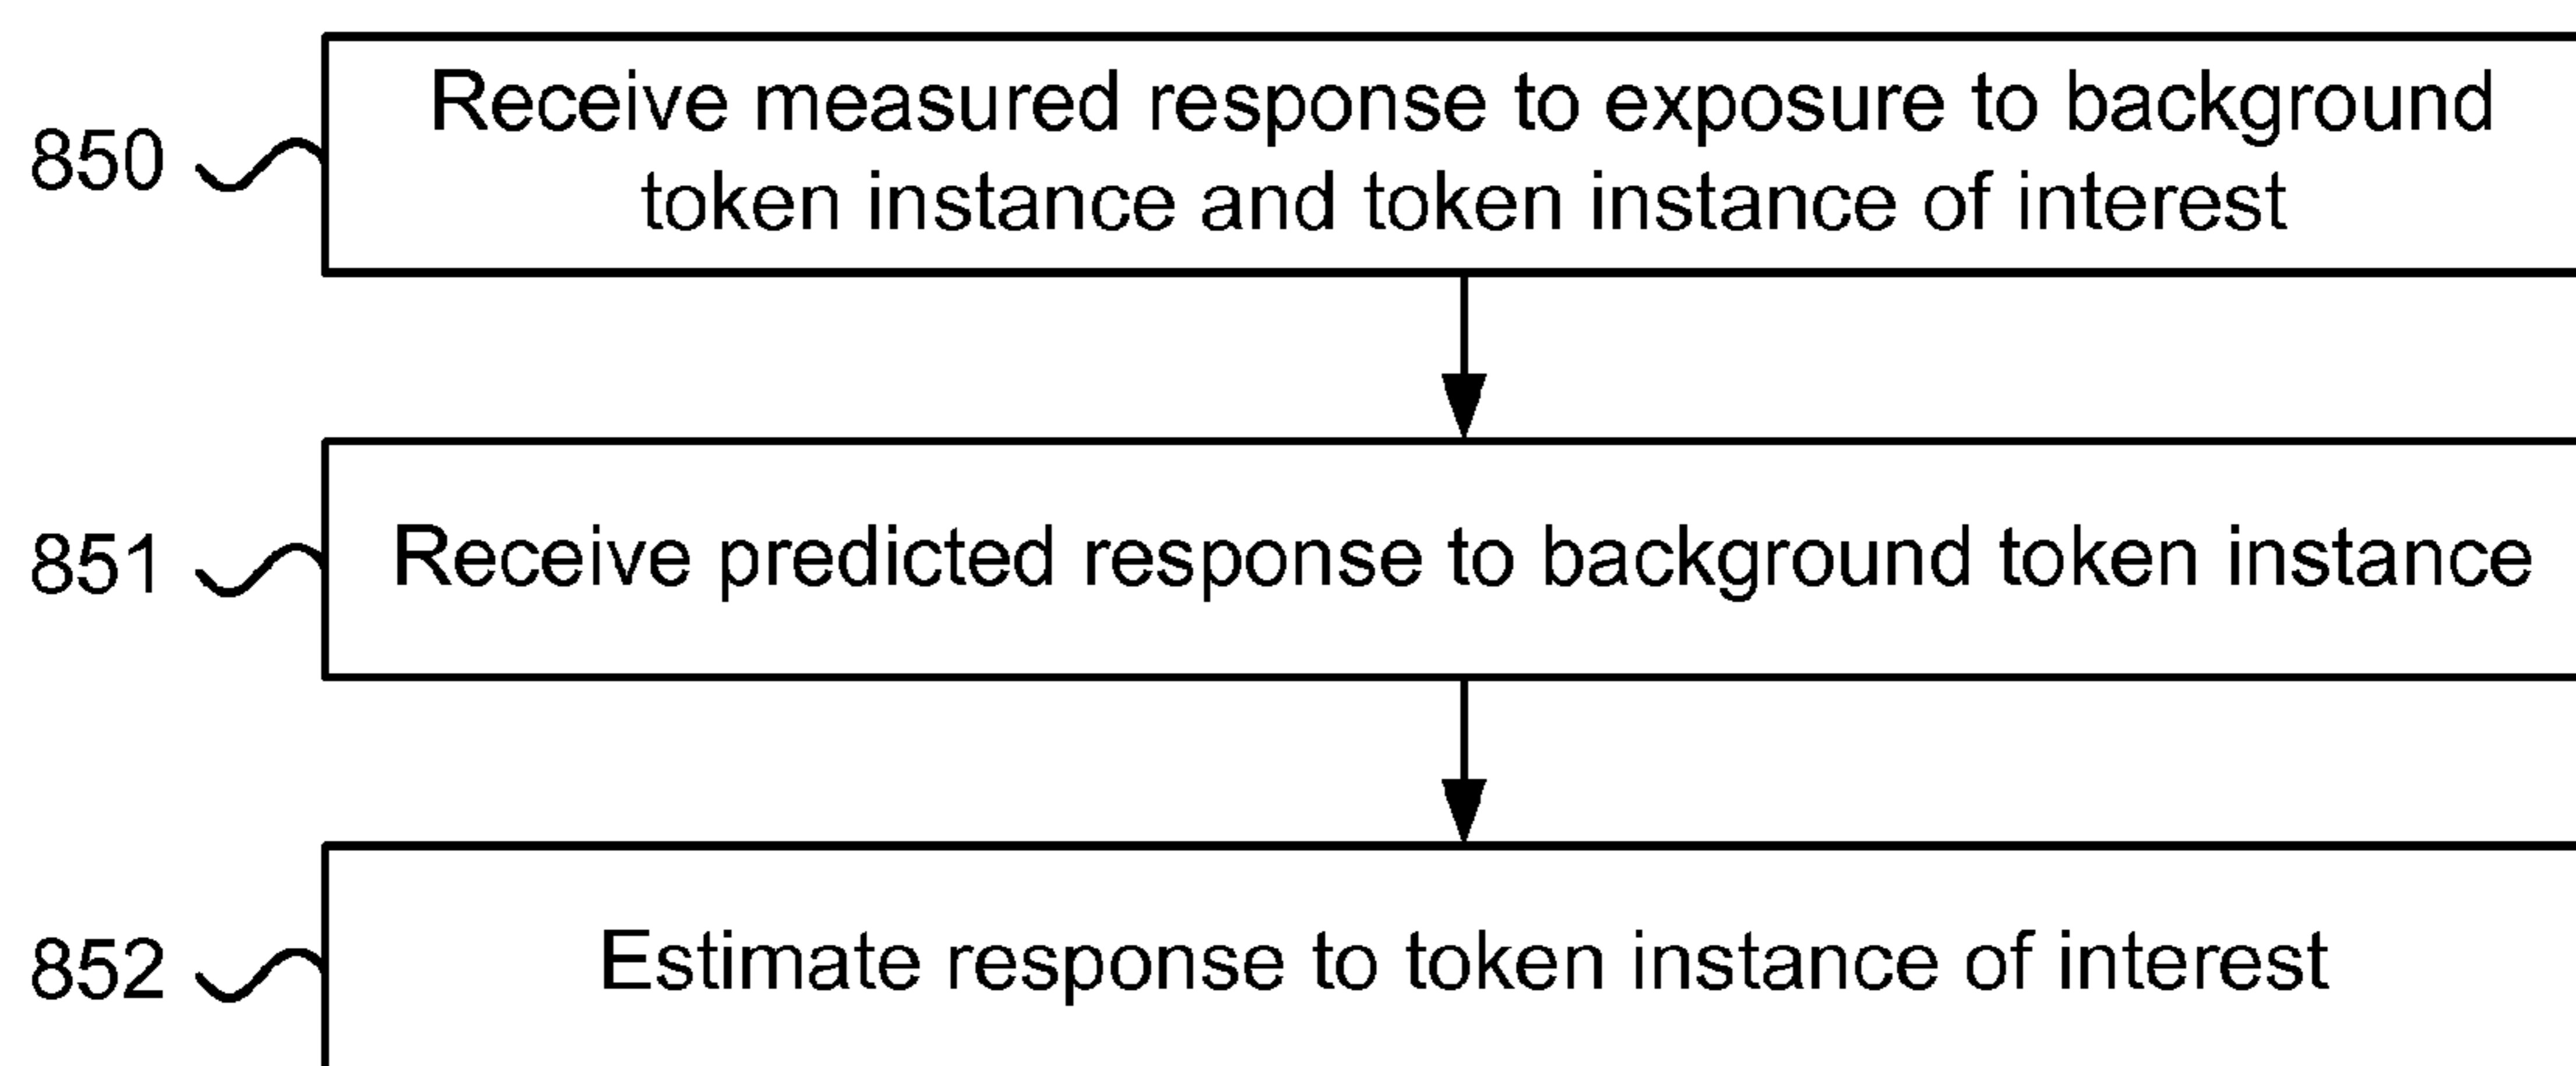 Receive measured response to exposure to background
850
token instance and token instance of interest
851
Receive predicted response to background token instance
852
Estimate response to token instance of interest